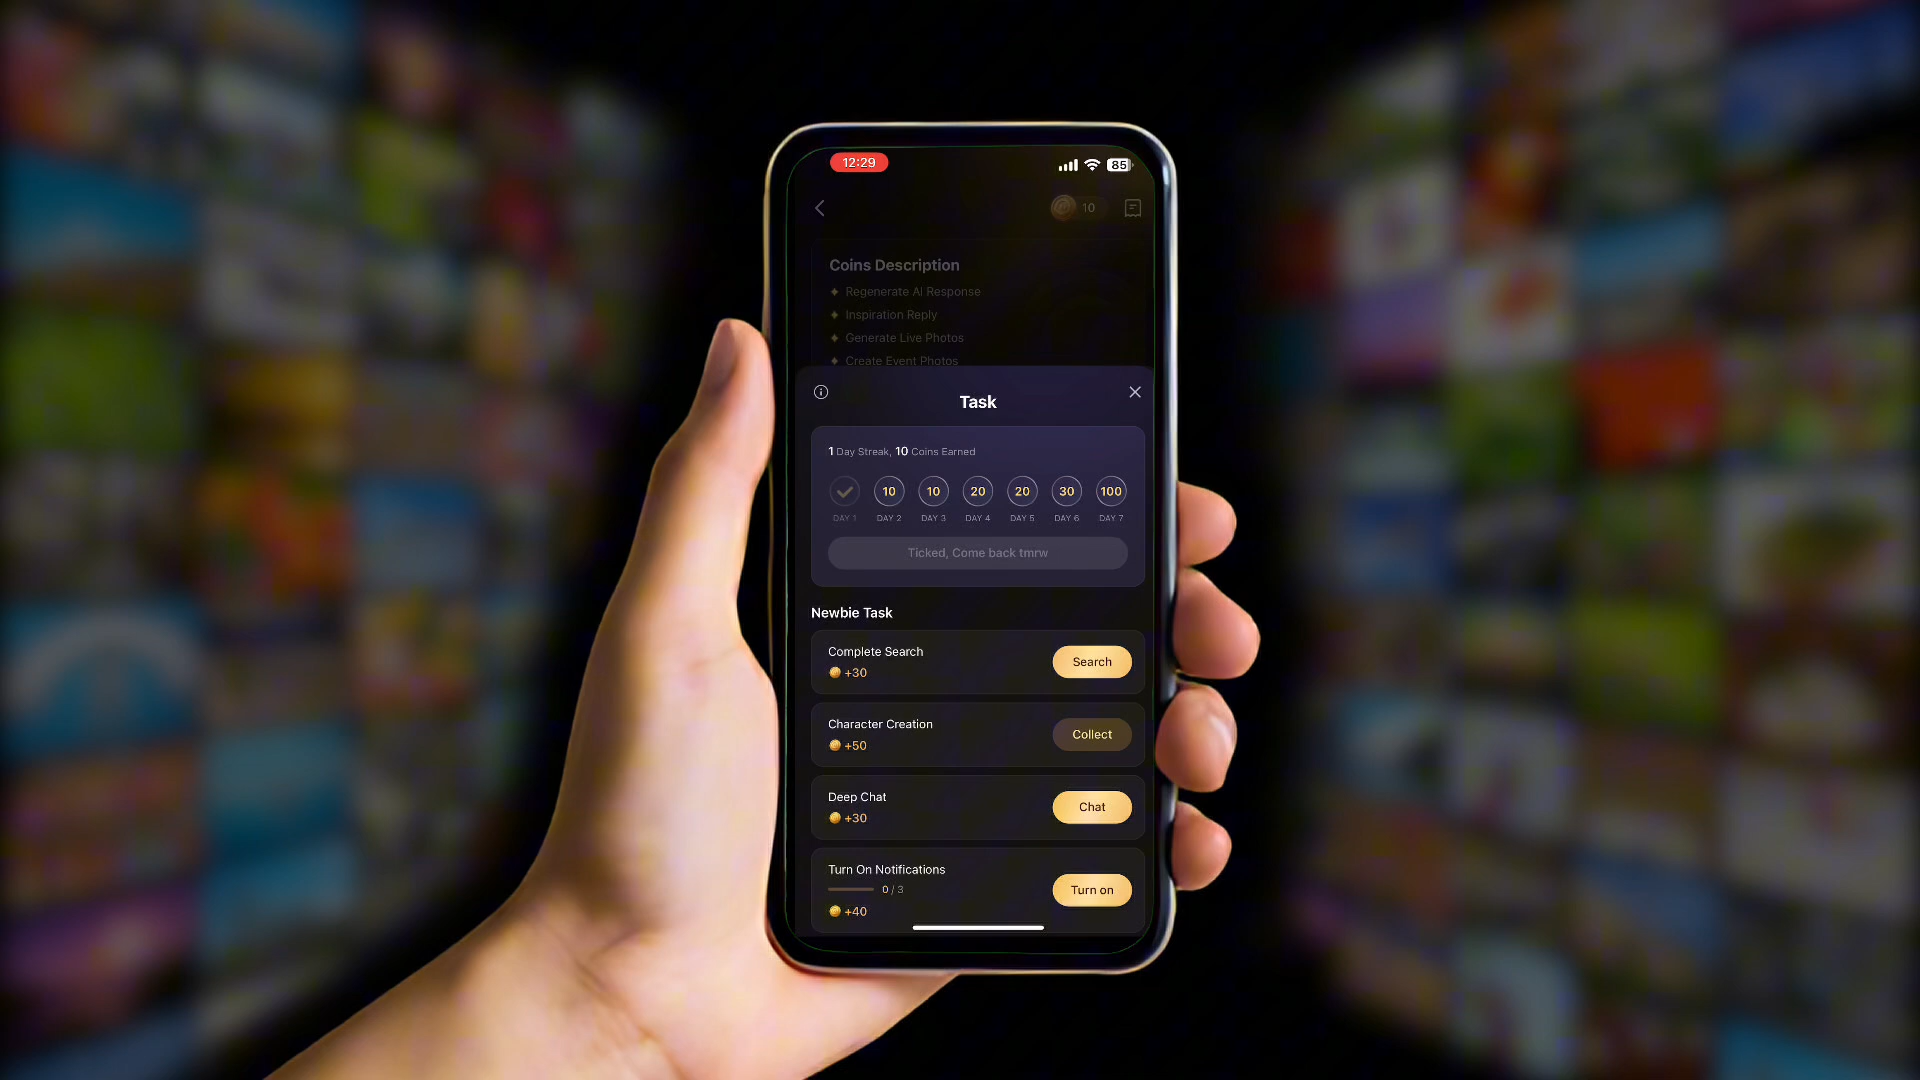 12:29
85
10
Coins Description
Regenerate AI Response
Inspiration Reply
Generate Live Photos
Create Event Photos
Task
1 Day Streak, 10 Coins Earned
10 10 20 20 30 100
DAY 1 DAY 2 DAY 3 DAY 4 DAY 5 DAY 6 DAY 7
Ticked, Come back tmrw
Newbie Task
Complete Search
+30
Search
Character Creation
+50
Collect
Deep Chat
+30
Chat
Turn On Notifications
0 / 3
+40
Turn on